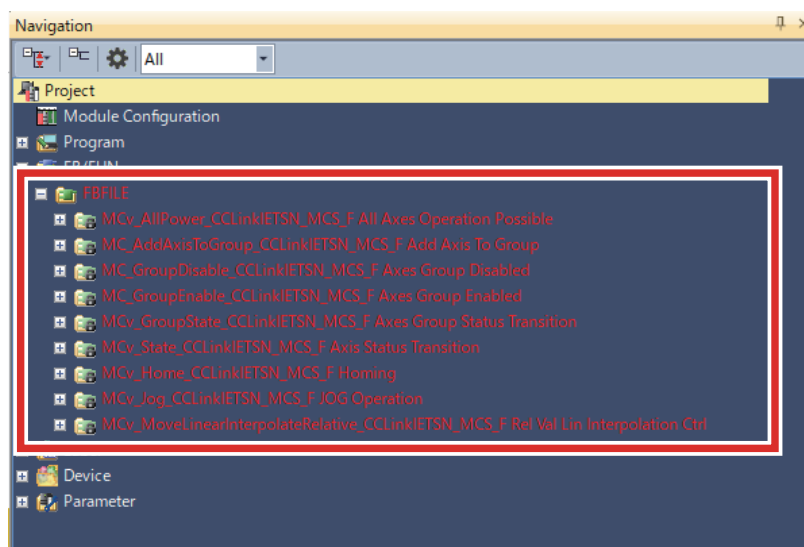 Navigation
All
Project
Module Configuration
Program
FB/FUN
FBFILE
MCv_AllPower_CCLinkIETSN_MCS_F All Axes Operation Possible
MC_AddAxisToGroup_CCLinkIETSN_MCS_F Add Axis To Group
MC_GroupDisable_CCLinkIETSN_MCS_F Axes Group Disabled
MC_GroupEnable_CCLinkIETSN_MCS_F Axes Group Enabled
MCv_GroupState_CCLinkIETSN_MCS_F Axes Group Status Transition
MCv_State_CCLinkIETSN_MCS_F Axis Status Transition
MCv_Home_CCLinkIETSN_MCS_F Homing
MCv_Jog_CCLinkIETSN_MCS_F JOG Operation
MCv_MoveLinearInterpolateRelative_CCLinkIETSN_MCS_F Rel Val Lin Interpolation Ctrl
Device
Parameter